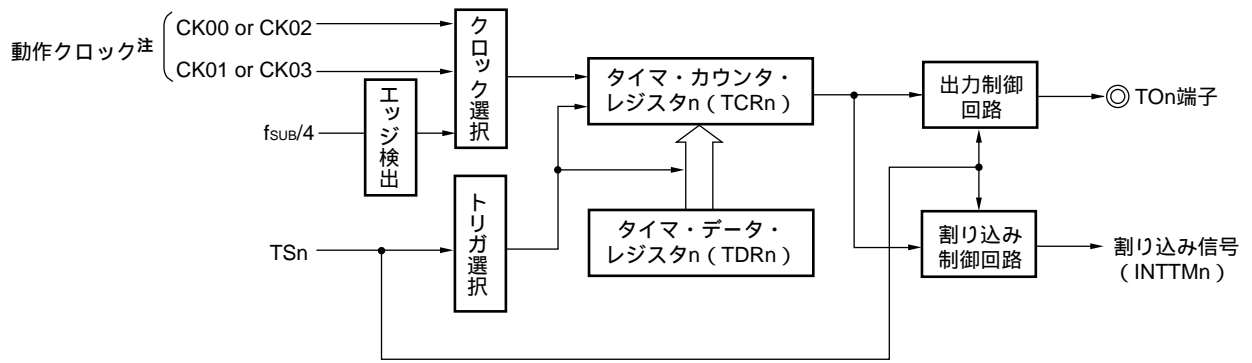 動作クロック注
CK00 or CK02
CK01 or CK03
fSUB/4
エッジ検出
クロック選択
TSn
トリガ選択
タイマ・カウンタ・
レジスタn（TCRn）
タイマ・データ・
レジスタn（TDRn）
出力制御
回路
TOn端子
割り込み
制御回路
割り込み信号
（INTTMn）